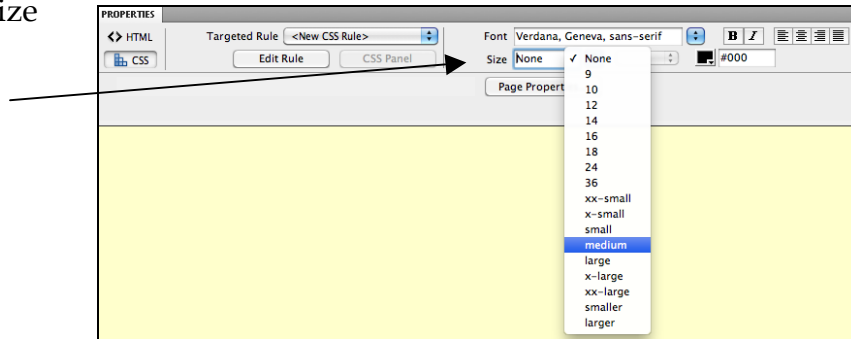 ize
PROPERTIES
<> HTML Targeted Rule <New CSS Rule> Font Verdana, Geneva, sans-serif B I
CSS Edit Rule CSS Panel Size None ✓ None #000
9
Page Propert 10
12
14
16
18
24
36
xx-small
x-small
small
medium
large
x-large
xx-large
smaller
larger